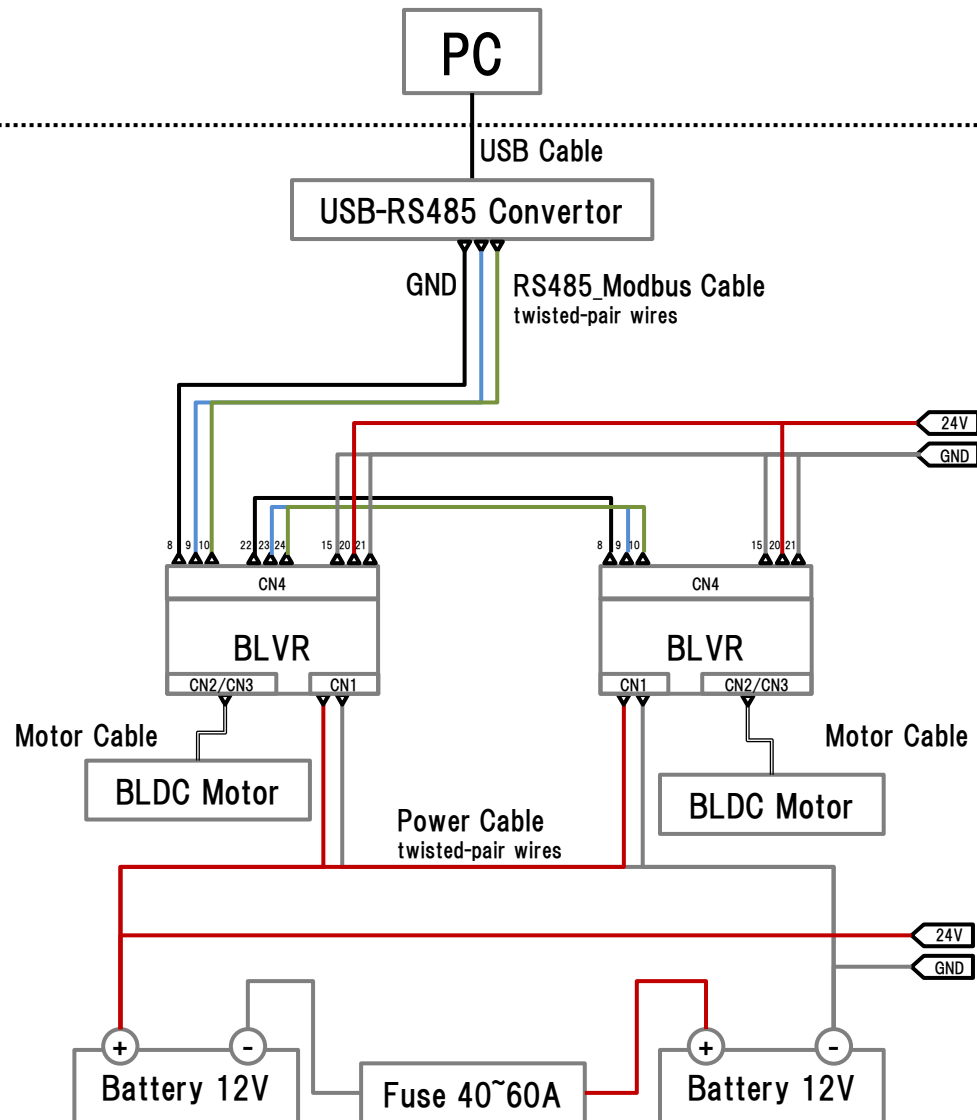 PC
USB Cable
USB-RS485 Convertor
GND
RS485_Modbus Cable
twisted-pair wires
24V
GND
8 9 10 22 23 24 15 20 21
8 9 10 15 20 21
CN4
CN4
BLVR
BLVR
CN2/CN3
CN1
CN1
CN2/CN3
Motor Cable
Motor Cable
BLDC Motor
BLDC Motor
Power Cable
twisted-pair wires
24V
GND
+
-
+
-
Battery 12V
Fuse 40~60A
Battery 12V